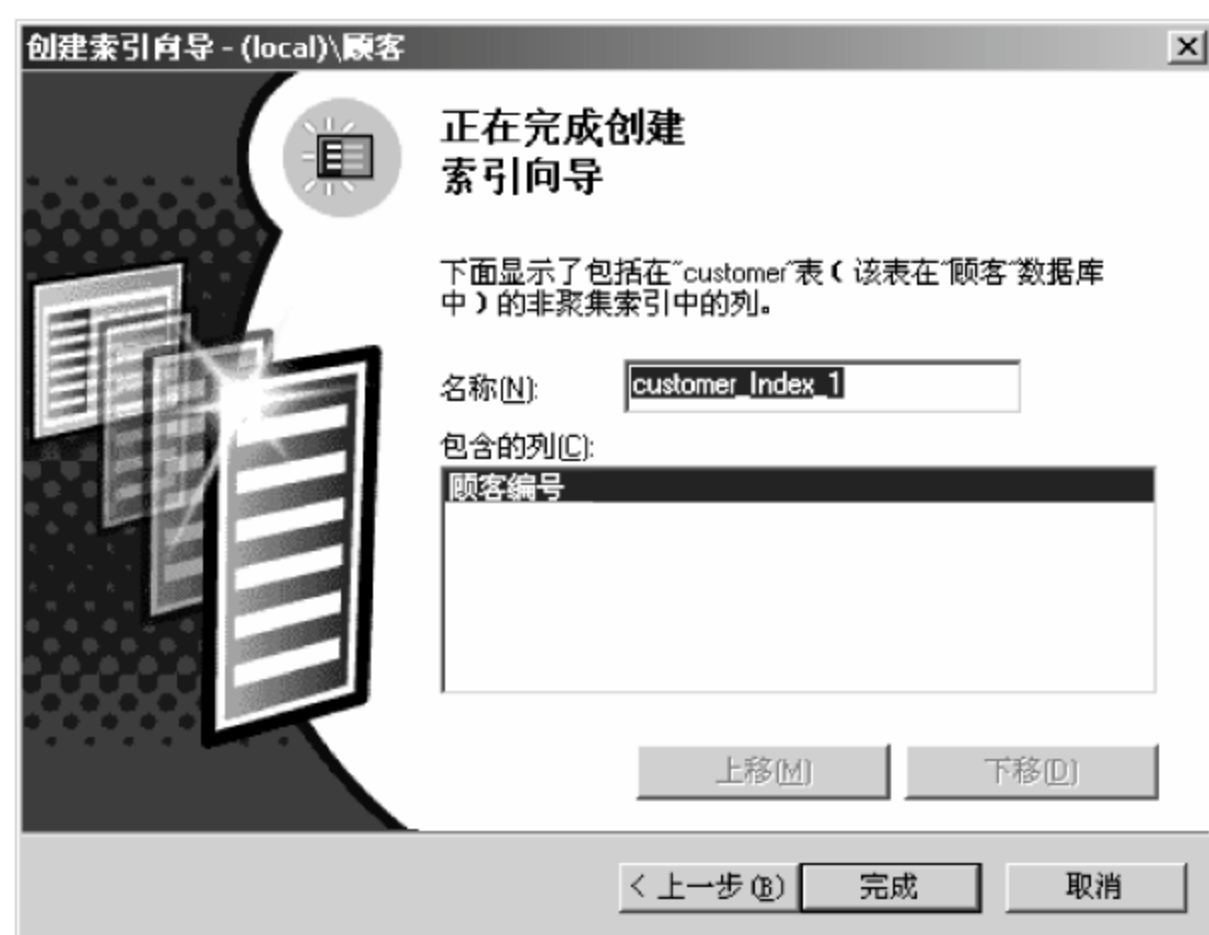 创建索引向导 - (local)\顾客
正在完成创建
索引向导
下面显示了包括在"customer"表（该表在"顾客"数据库
中）的非聚集索引中的列。
名称(N):
customer_Index_1
包含的列(C):
顾客编号
上移(M)
下移(D)
< 上一步(B)
完成
取消